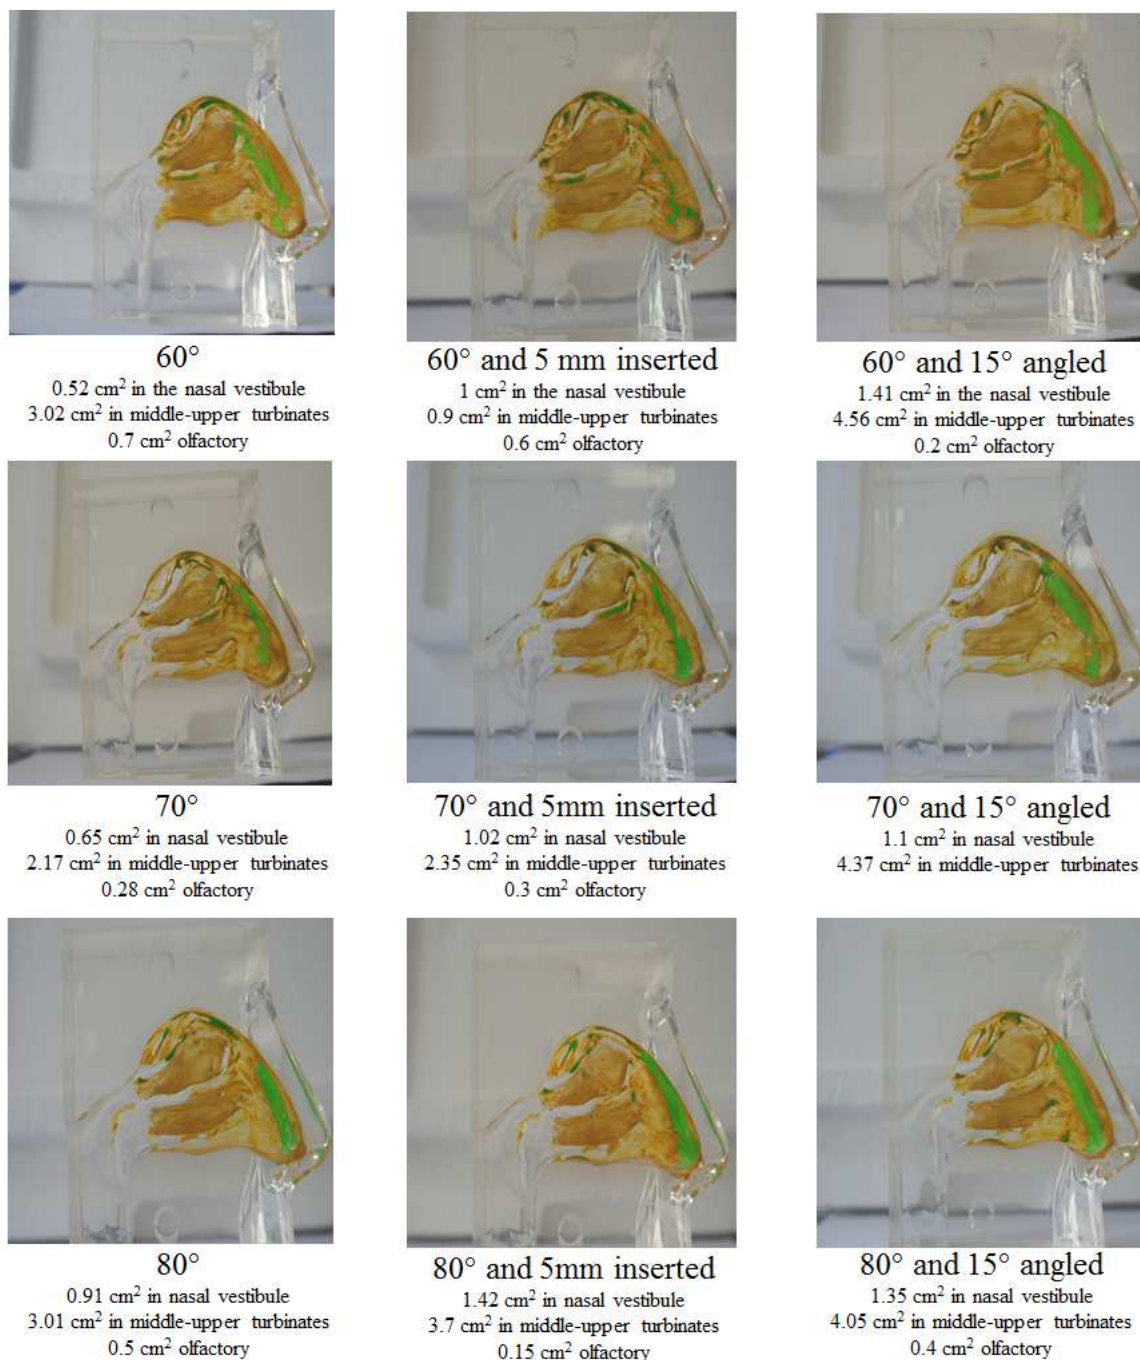 60°
0.52 cm² in the nasal vestibule
3.02 cm² in middle-upper turbinates
0.7 cm² olfactory
60° and 5 mm inserted
1 cm² in the nasal vestibule
0.9 cm² in middle-upper turbinates
0.6 cm² olfactory
60° and 15° angled
1.41 cm² in the nasal vestibule
4.56 cm² in middle-upper turbinates
0.2 cm² olfactory
70°
0.65 cm² in nasal vestibule
2.17 cm² in middle-upper turbinates
0.28 cm² olfactory
70° and 5mm inserted
1.02 cm² in nasal vestibule
2.35 cm² in middle-upper turbinates
0.3 cm² olfactory
70° and 15° angled
1.1 cm² in nasal vestibule
4.37 cm² in middle-upper turbinates
80°
0.91 cm² in nasal vestibule
3.01 cm² in middle-upper turbinates
0.5 cm² olfactory
80° and 5mm inserted
1.42 cm² in nasal vestibule
3.7 cm² in middle-upper turbinates
0.15 cm² olfactory
80° and 15° angled
1.35 cm² in nasal vestibule
4.05 cm² in middle-upper turbinates
0.4 cm² olfactory